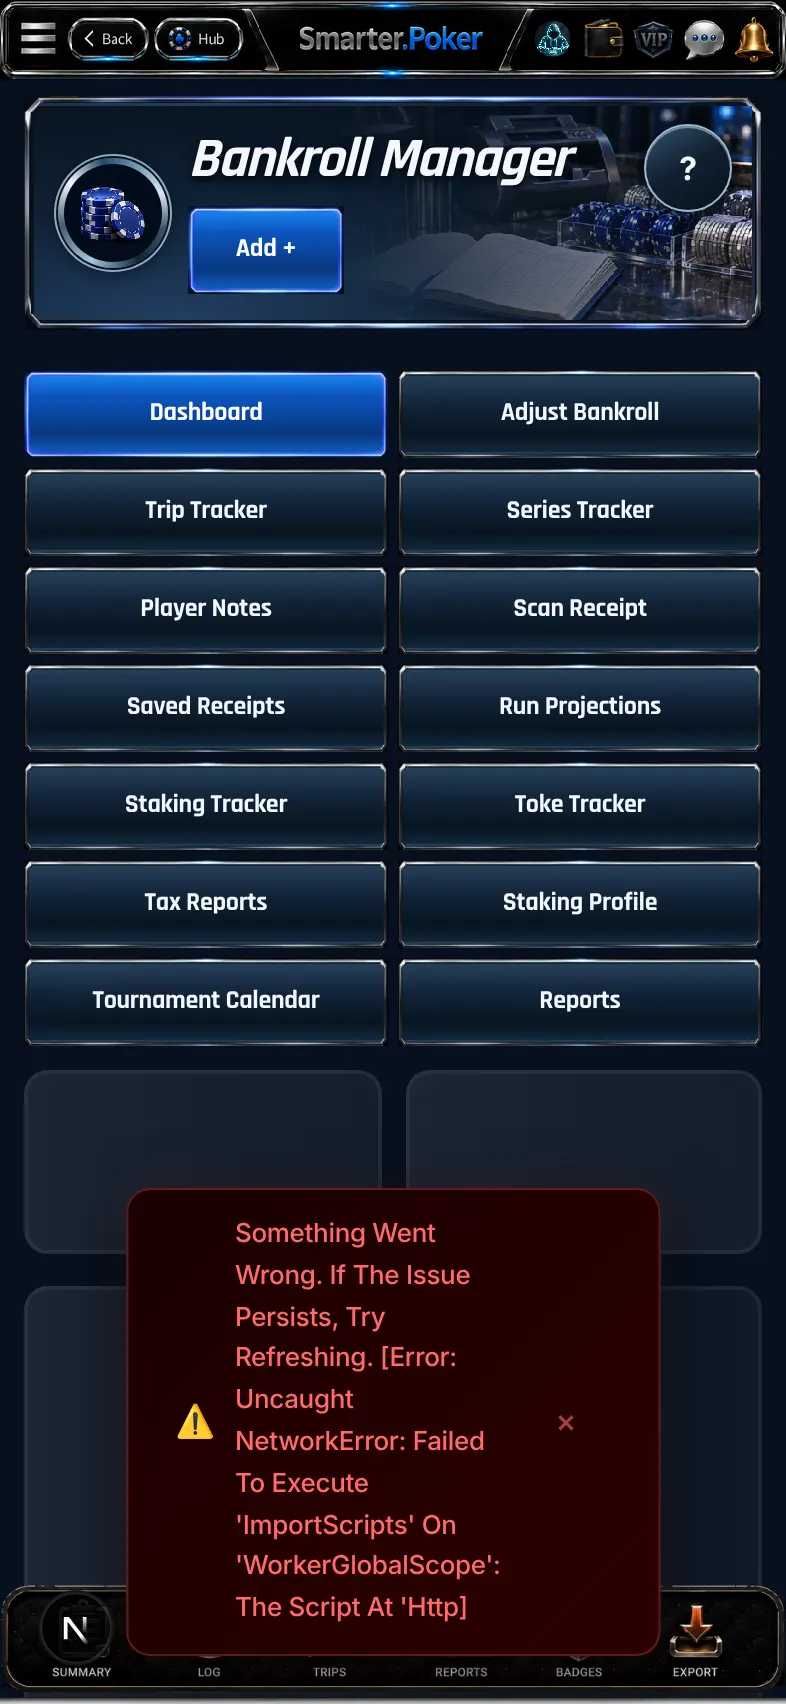 Back
Hub
Smarter.Poker
VIP
Bankroll Manager
?
Add +
Dashboard
Adjust Bankroll
Trip Tracker
Series Tracker
Player Notes
Scan Receipt
Saved Receipts
Run Projections
Staking Tracker
Toke Tracker
Tax Reports
Staking Profile
Tournament Calendar
Reports
Something Went
Wrong. If The Issue
Persists, Try
Refreshing. [Error:
Uncaught
NetworkError: Failed
To Execute
'ImportScripts' On
'WorkerGlobalScope':
The Script At 'Http]
×
N
SUMMARY
LOG
TRIPS
REPORTS
BADGES
EXPORT